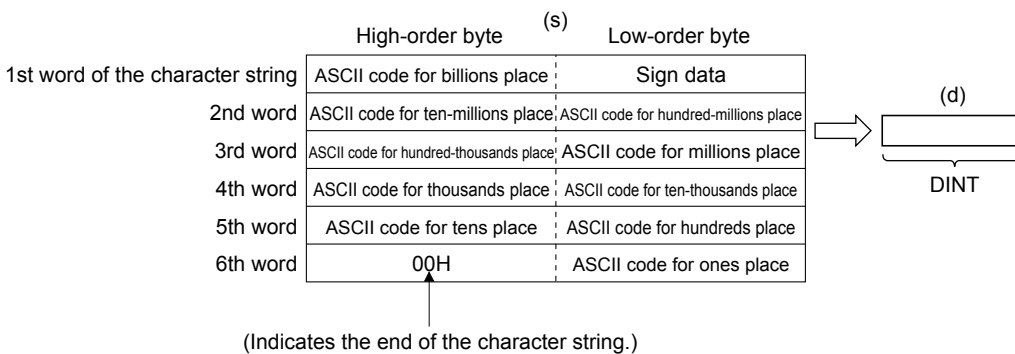 (s)
High-order byte Low-order byte
1st word of the character string ASCII code for billions place Sign data
2nd word ASCII code for ten-millions place ASCII code for hundred-millions place
3rd word ASCII code for hundred-thousands place ASCII code for millions place
4th word ASCII code for thousands place ASCII code for ten-thousands place
5th word ASCII code for tens place ASCII code for hundreds place
6th word 00H ASCII code for ones place
(d)
DINT
(Indicates the end of the character string.)